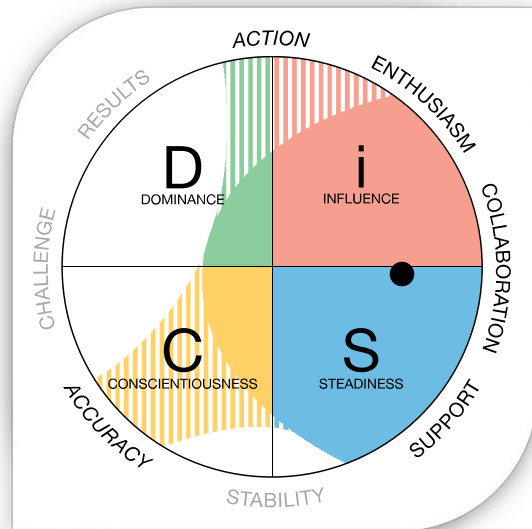 ACTION
ENTHUSIASM
RESULTS
D
DOMINANCE
i
INFLUENCE
CHALLENGE
COLLABORATION
C
CONSCIENTIOUSNESS
S
STEADINESS
ACCURACY
SUPPORT
STABILITY